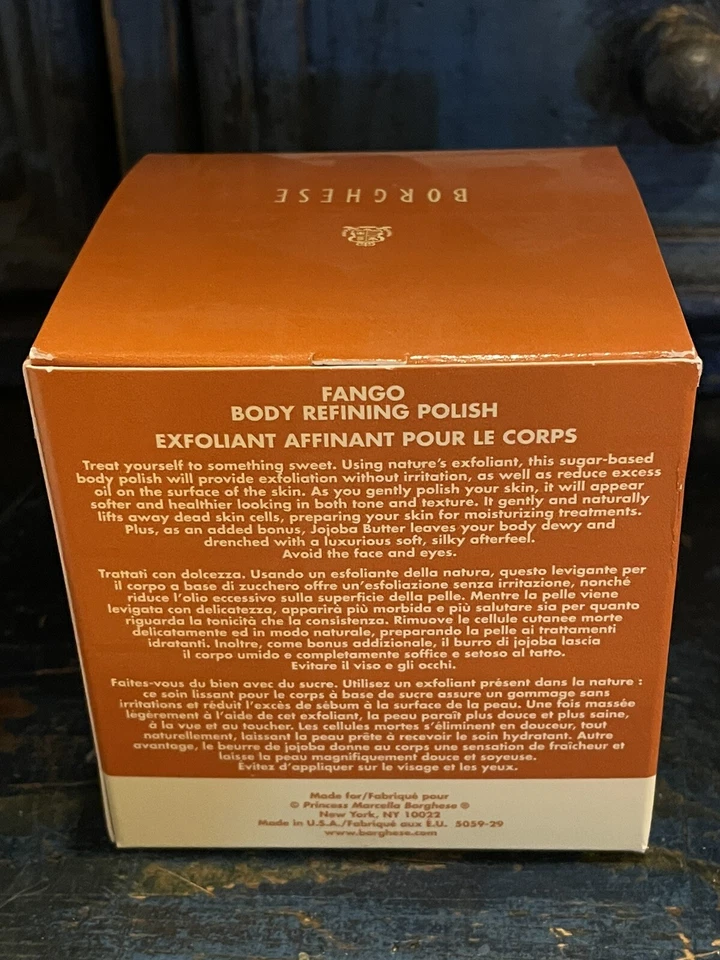 BORGHESE
FANGO
BODY REFINING POLISH
EXFOLIANT AFFINANT POUR LE CORPS
Treat yourself to something sweet. Using nature's exfoliant, this sugar-based
body polish will provide exfoliation without irritation, as well as reduce excess
oil on the surface of the skin. As you gently polish your skin, it will appear
softer and healthier looking in both tone and texture. It gently and naturally
lifts away dead skin cells, preparing your skin for moisturizing treatments.
Plus, as an added bonus, Jojoba Butter leaves your body dewy and
drenched with a luxurious soft, silky afterfeel.
Avoid the face and eyes.
Trattati con dolcezza. Usando un esfoliante della natura, questo levigante per
il corpo a base di zucchero offre un'esfoliazione senza irritazione, nonché
riduce l'olio eccessivo sulla superficie della pelle. Mentre la pelle viene
levigata con delicatezza, apparirà più morbida e più salutare sia per quanto
riguarda la tonicità che la consistenza. Rimuove le cellule cutanee morte
delicatamente ed in modo naturale, preparando la pelle ai trattamenti
idratanti. Inoltre, come bonus addizionale, il burro di jojoba lascia
il corpo umido e completamente soffice e setoso al tatto.
Evitare il viso e gli occhi.
Faites-vous du bien avec du sucre. Utilisez un exfoliant présent dans la nature :
ce soin lissant pour le corps à base de sucre assure un gommage sans
irritations et réduit l'excès de sébum à la surface de la peau. Une fois massée
légèrement à l'aide de cet exfoliant, la peau paraît plus douce et plus saine,
à la vue et au toucher. Les cellules mortes s'éliminent en douceur, tout
naturellement, laissant la peau prête à recevoir le soin hydratant. Autre
avantage, le beurre de jojoba donne au corps une sensation de fraîcheur et
laisse la peau magnifiquement douce et soyeuse.
Évitez d'appliquer sur le visage et les yeux.
Made for/Fabriqué pour
© Princess Marcella Borghese ®
New York, NY 10022
Made in U.S.A./Fabriqué aux E.U. 5059-29
www.borghese.com